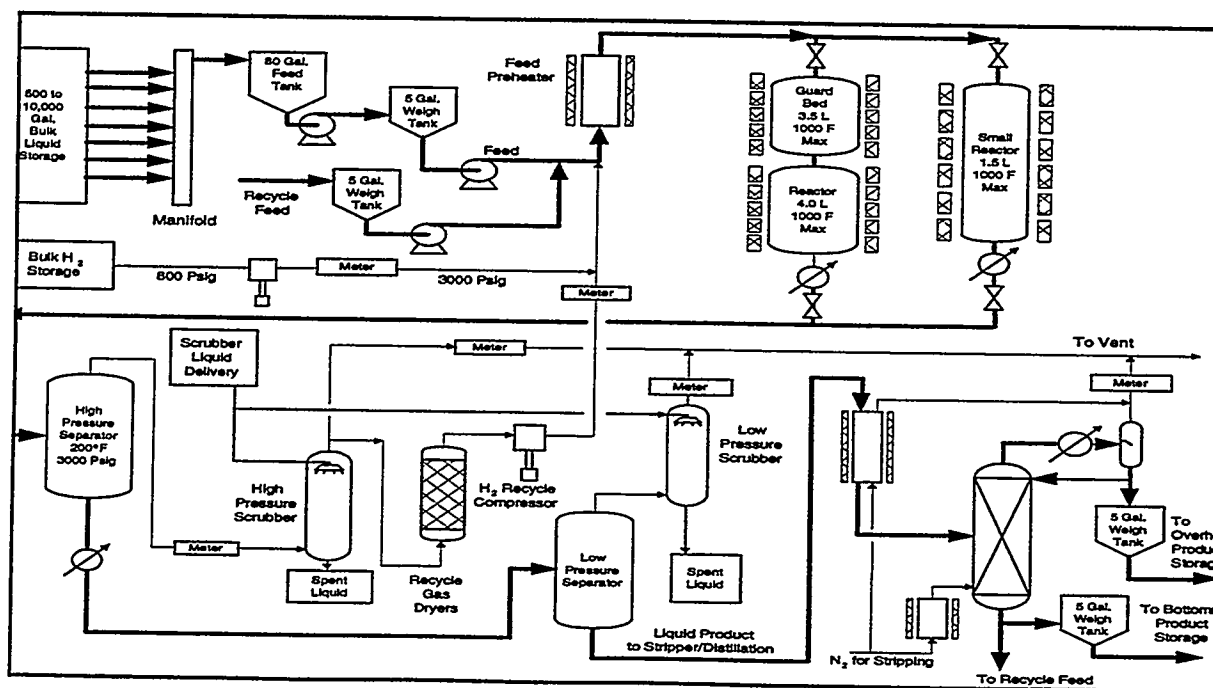 500 to
10,000
Gal.
Bulk
Liquid
Storage
Manifold
80 Gal.
Feed
Tank
5 Gal.
Weigh
Tank
Feed
Recycle
Feed
5 Gal.
Weigh
Tank
Feed
Preheater
Guard
Bed
3.5 L
1000 F
Max
Reactor
4.0 L
1000 F
Max
Small
Reactor
1.5 L
1000 F
Max
Bulk H2
Storage
800 Psig
Meter
3000 Psig
Meter
Scrubber
Liquid
Delivery
Meter
To Vent
Meter
Meter
High
Pressure
Separator
200°F
3000 Psig
High
Pressure
Scrubber
H2 Recycle
Compressor
Low
Pressure
Scrubber
Meter
Spent
Liquid
Recycle
Gas
Dryers
Low
Pressure
Separator
Spent
Liquid
5 Gal.
Weigh
Tank
To
Overh
Produ
Storag
Liquid Product
to Stripper/Distillation
N2 for Stripping
5 Gal.
Weigh
Tank
To Bottom
Product
Storage
To Recycle Feed